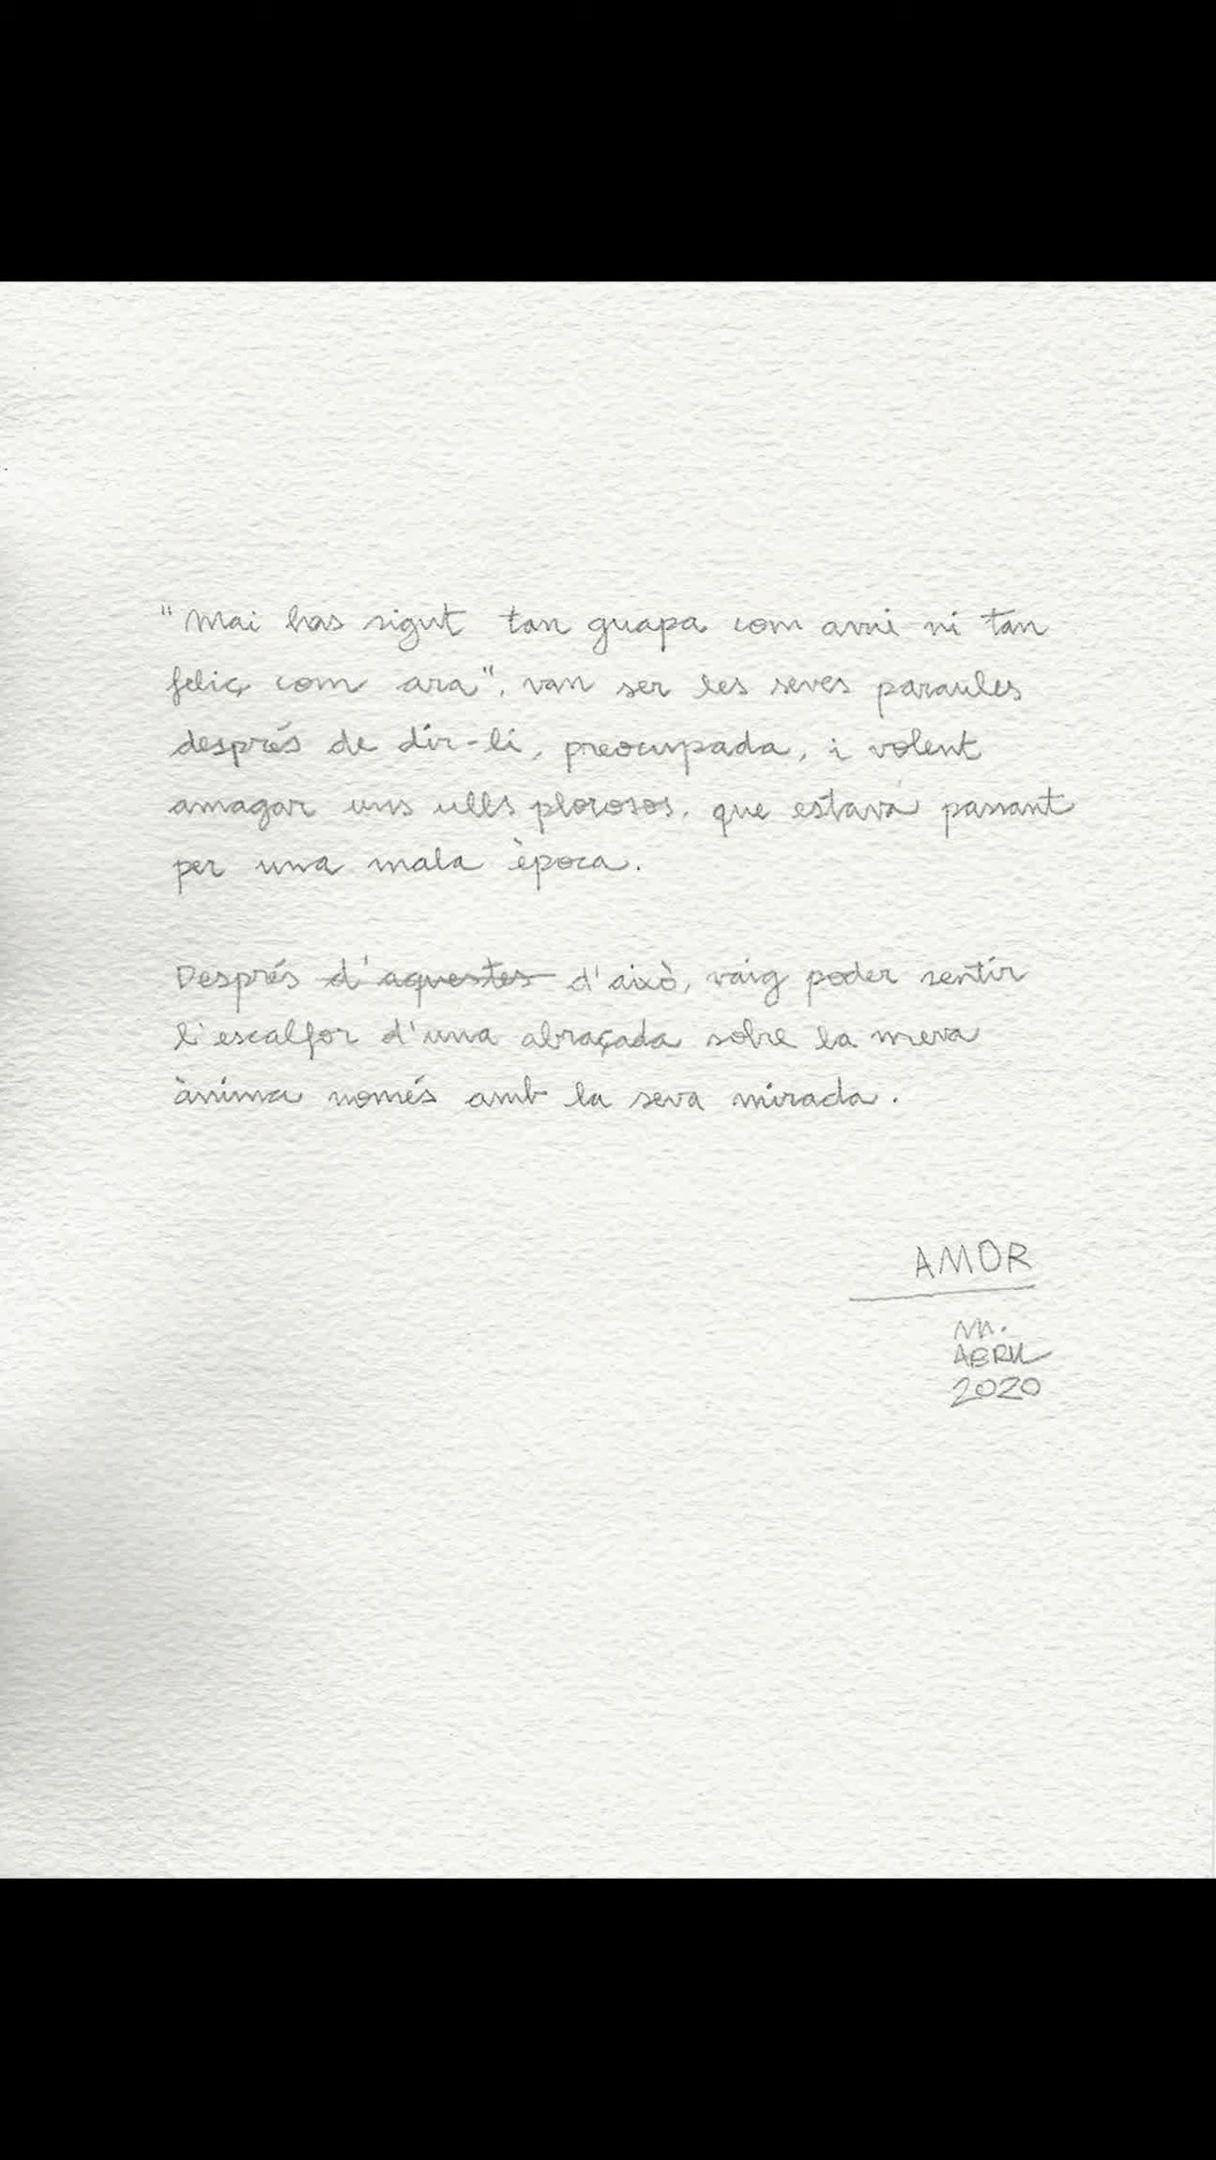 "Mai has sigut tan guapa com avui ni tan
feliç com ara", van ser les seves paraules
després de dir-li, preocupada, i volent
amagar uns ulls plorosos, que estava passant
per una mala època.
Després d'aquestes d'això, vaig poder sentir
l'escalfor d'una abraçada sobre la meva
ànima només amb la seva mirada.
AMOR
M.
ABRIL
2020